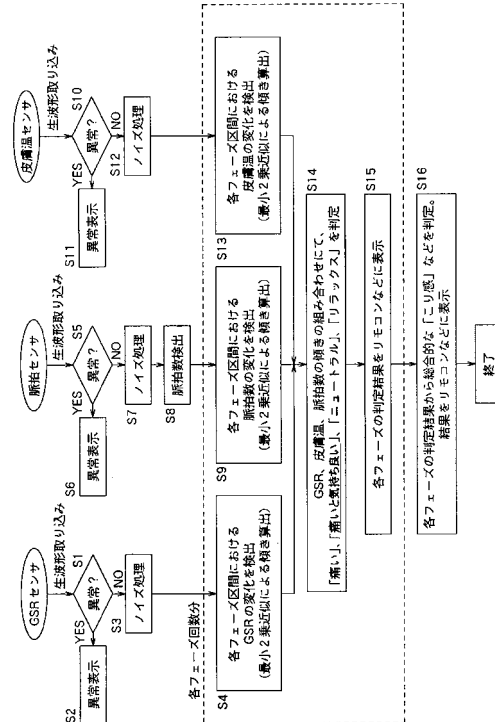 GSRセンサ
生波形取り込み
S1
異常?
YES
S2
異常表示
NO
S3
ノイズ処理
各フェーズ回数分
S4
各フェーズ区間における
GSRの変化を検出
(最小2乗近似による傾き算出)
脈拍センサ
生波形取り込み
S5
異常?
YES
S6
異常表示
NO
S7
ノイズ処理
S8
脈拍数検出
S9
各フェーズ区間における
脈拍数の変化を検出
(最小2乗近似による傾き算出)
皮膚温センサ
生波形取り込み
S10
異常?
YES
S11
異常表示
NO
S12
ノイズ処理
S13
各フェーズ区間における
皮膚温の変化を検出
(最小2乗近似による傾き算出)
S14
GSR、皮膚温、脈拍数の傾きの組み合わせにて、
「痛い」、「痛いと気持ち良い」、「ニュートラル」、「リラックス」を判定
S15
各フェーズの判定結果をリモコンなどに表示
S16
各フェーズの判定結果から総合的な「こり感」などを判定。
結果をリモコンなどに表示
終了